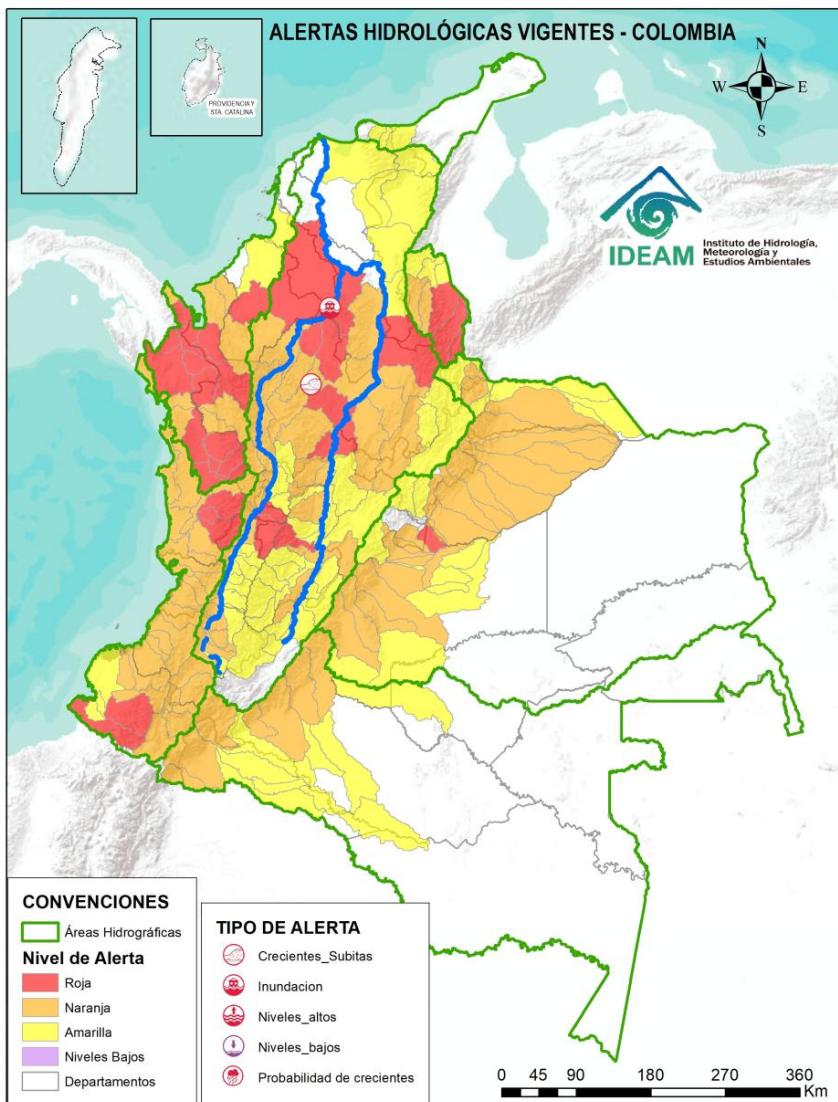 ALERTAS HIDROLÓGICAS VIGENTES - COLOMBIA
PROVIDENCIA Y
STA. CATALINA
N
W
E
S
IDEAM
Instituto de Hidrología,
Meteorología y
Estudios Ambientales
CONVENCIONES
Áreas Hidrográficas
Nivel de Alerta
Roja
Naranja
Amarilla
Niveles Bajos
Departamentos
TIPO DE ALERTA
Crecientes_Subitas
Inundacion
Niveles_altos
Niveles_bajos
Probabilidad de crecientes
0 45 90 180 270 360
Km